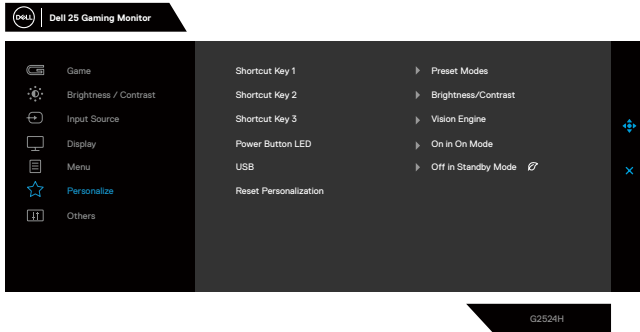 DELL Dell 25 Gaming Monitor
Game
Brightness / Contrast
Input Source
Display
Menu
Personalize
Others
Shortcut Key 1 Preset Modes
Shortcut Key 2 Brightness/Contrast
Shortcut Key 3 Vision Engine
Power Button LED On in On Mode
USB Off in Standby Mode
Reset Personalization
G2524H